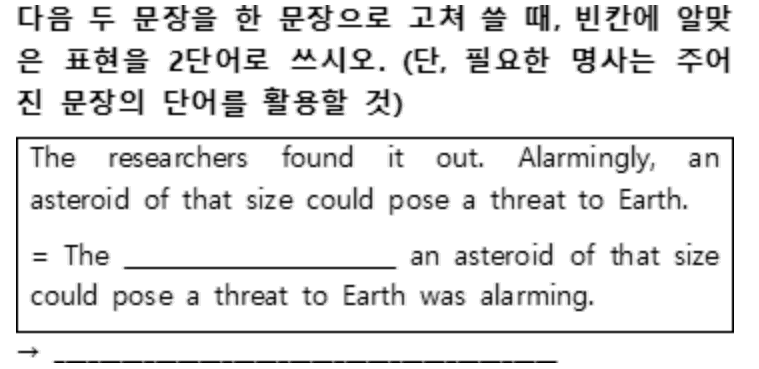 다음 두 문장을 한 문장으로 고쳐 쓸 때, 빈칸에 알맞
은 표현을 2단어로 쓰시오. (단, 필요한 명사는 주어
진 문장의 단어를 활용할 것)
The researchers found it out. Alarmingly, an
asteroid of that size could pose a threat to Earth.
= The ____________________ an asteroid of that size
could pose a threat to Earth was alarming.
→ ________________________________________